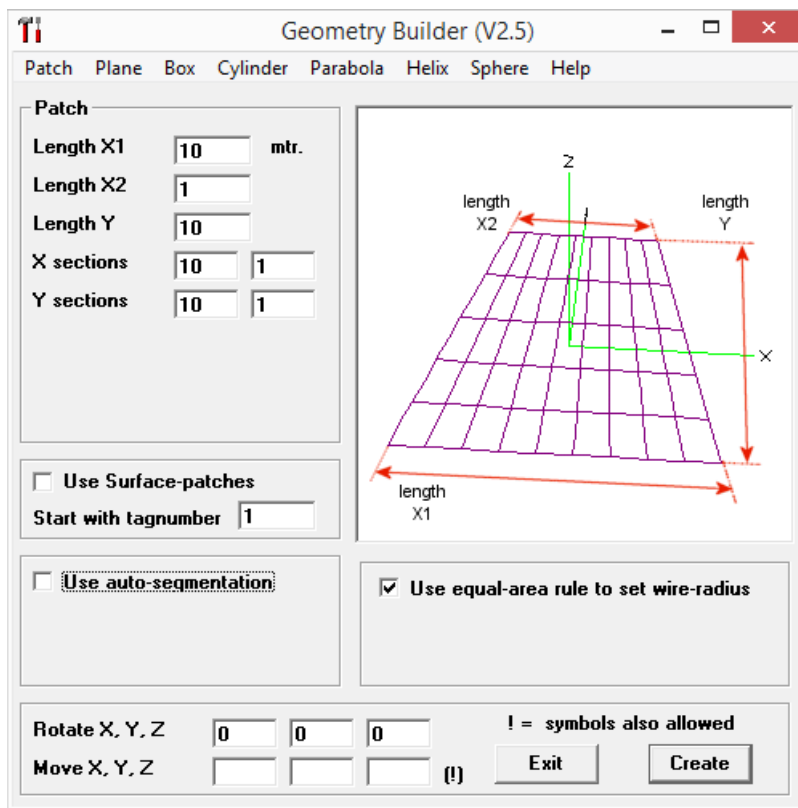 Geometry Builder (V2.5)
Patch Plane Box Cylinder Parabola Helix Sphere Help
Patch
Length X1 10 mtr.
Length X2 1
Length Y 10
X sections 10 1
Y sections 10 1
Z
length X2
length Y
X
length X1
Use Surface-patches
Start with tagnumber 1
Use auto-segmentation
Use equal-area rule to set wire-radius
Rotate X, Y, Z 0 0 0
! = symbols also allowed
Move X, Y, Z (!)
Exit Create